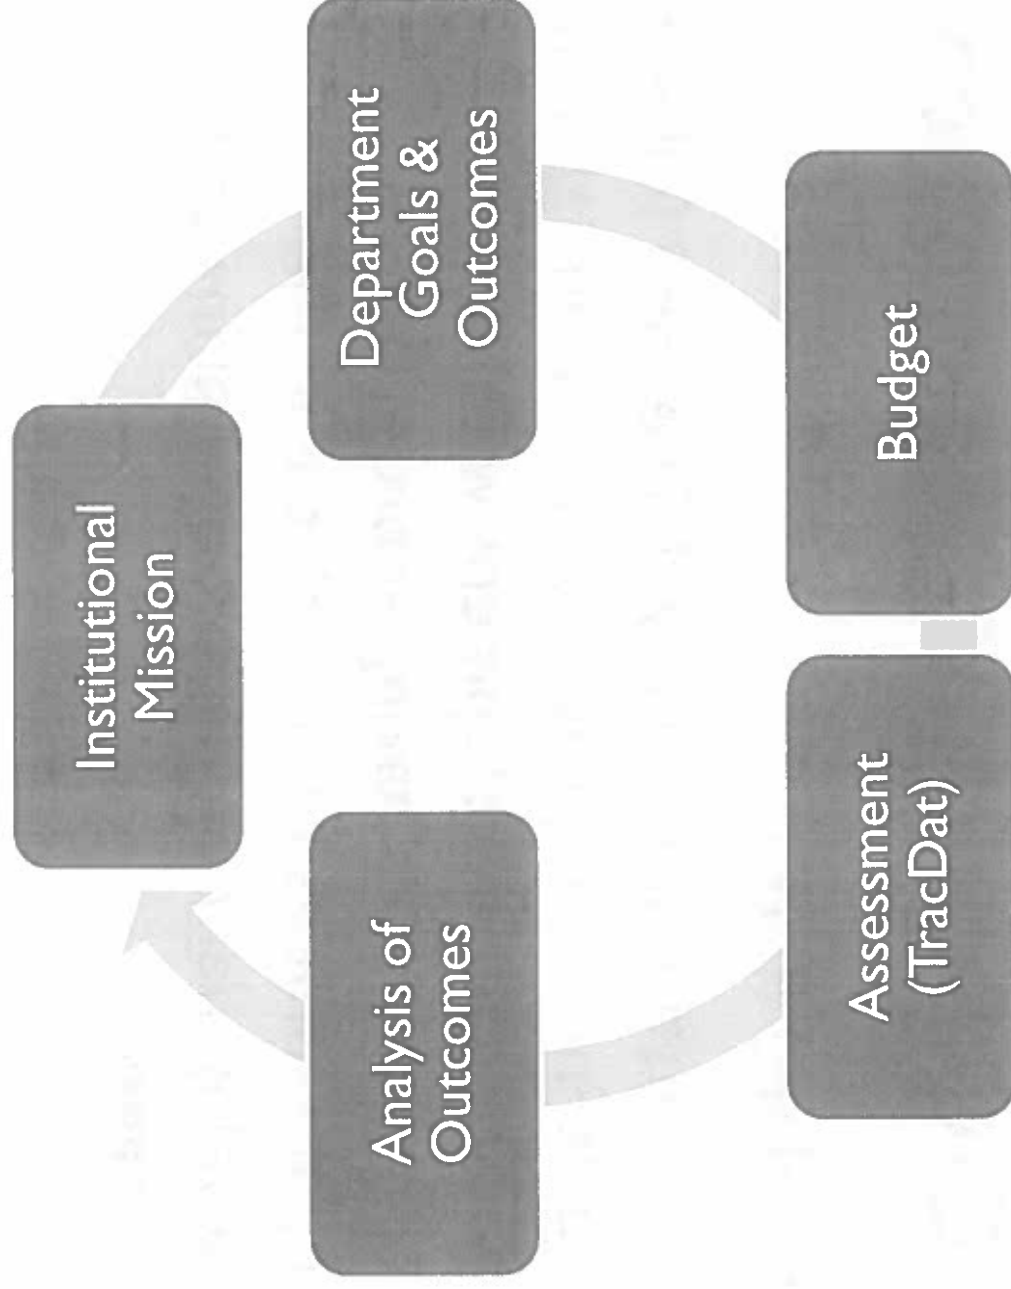 Institutional
Mission
Department
Goals &
Outcomes
Budget
Assessment
(TracDat)
Analysis of
Outcomes